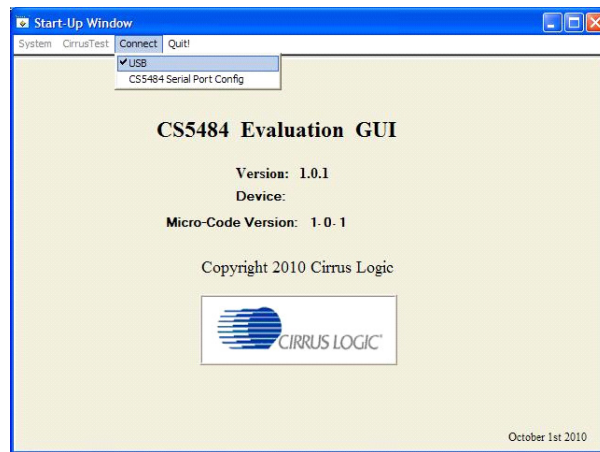 Start-Up Window
System CirrusTest Connect Quit!
USB
CS5484 Serial Port Config
CS5484 Evaluation GUI
Version: 1.0.1
Device:
Micro-Code Version: 1.0.1
Copyright 2010 Cirrus Logic
CIRRUS LOGIC®
October 1st 2010